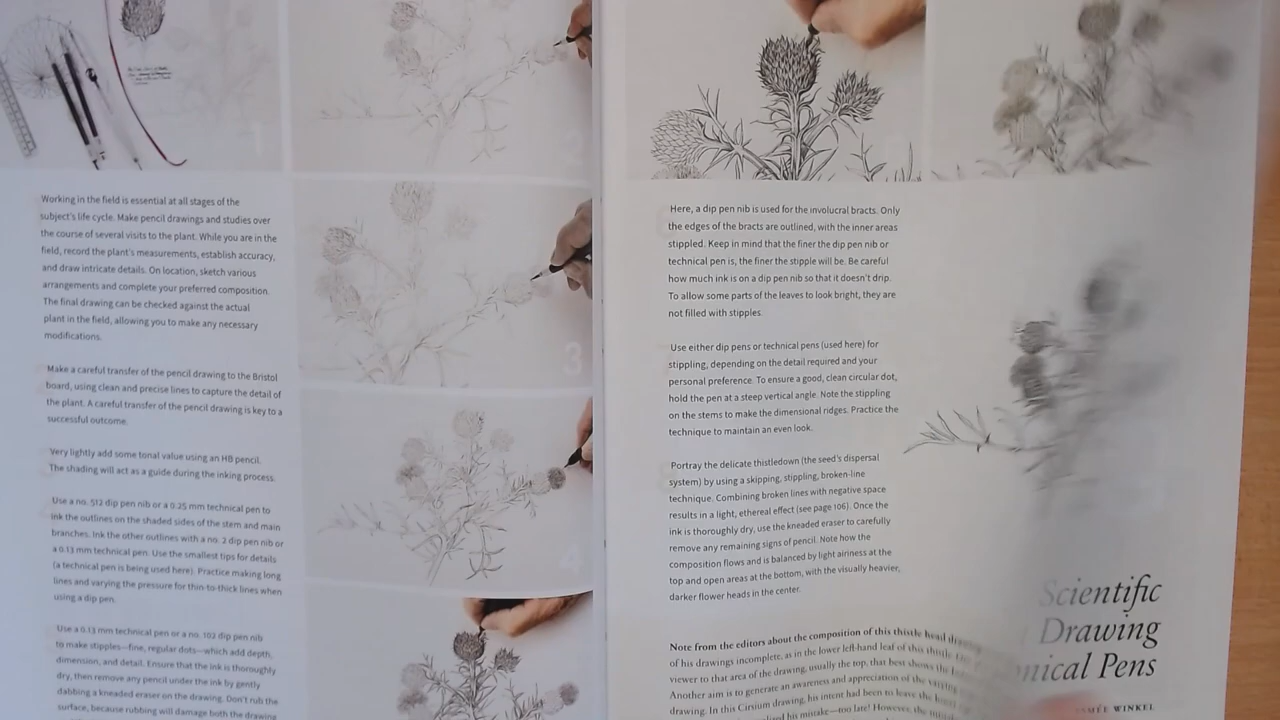 1
2
3
4
Working in the field is essential at all stages of the
subject's life cycle. Make pencil drawings and studies over
the course of several visits to the plant. While you are in the
field, record the plant's measurements, establish accuracy,
and draw intricate details. On location, sketch various
arrangements and complete your preferred composition.
The final drawing can be checked against the actual
plant in the field, allowing you to make any necessary
modifications.
Make a careful transfer of the pencil drawing to the Bristol
board, using clean and precise lines to capture the detail of
the plant. A careful transfer of the pencil drawing is key to a
successful outcome.
Very lightly add some tonal value using an HB pencil.
The shading will act as a guide during the inking process.
Use a no. 512 dip pen nib or a 0.25 mm technical pen to
ink the outlines on the shaded sides of the stem and main
branches. Ink the other outlines with a no. 2 dip pen nib or
a 0.13 mm technical pen. Use the smallest tips for details
(a technical pen is being used here). Practice making long
lines and varying the pressure for thin-to-thick lines when
using a dip pen.
Use a 0.13 mm technical pen or a no. 102 dip pen nib
to make stipples—fine, regular dots—which add depth,
dimension, and detail. Ensure that the ink is thoroughly
dry, then remove any pencil under the ink by gently
dabbing a kneaded eraser on the drawing. Don't rub the
surface, because rubbing will damage both the drawing
Here, a dip pen nib is used for the involucral bracts. Only
the edges of the bracts are outlined, with the inner areas
stippled. Keep in mind that the finer the dip pen nib or
technical pen is, the finer the stipple will be. Be careful
how much ink is on a dip pen nib so that it doesn't drip.
To allow some parts of the leaves to look bright, they are
not filled with stipples.
Use either dip pens or technical pens (used here) for
stippling, depending on the detail required and your
personal preference. To ensure a good, clean circular dot,
hold the pen at a steep vertical angle. Note the stippling
on the stems to make the dimensional ridges. Practice the
technique to maintain an even look.
Portray the delicate thistledown (the seed's dispersal
system) by using a skipping, stippling, broken-line
technique. Combining broken lines with negative space
results in a light, ethereal effect (see page 106). Once the
ink is thoroughly dry, use the kneaded eraser to carefully
remove any remaining signs of pencil. Note how the
composition flows and is balanced by light airiness at the
top and open areas at the bottom, with the visually heavier,
darker flower heads in the center.
Note from the editors about the composition of this thistle head
of his drawings incomplete, as in the lower left-hand leaf of this thistle
viewer to that area of the drawing, usually the top, that best shows the
Another aim is to generate an awareness and appreciation of the
drawing. In this Cirsium drawing, his intent had been to leave the
his mistake—too late! However, the
Scientific
Drawing
Pens
WINKEL